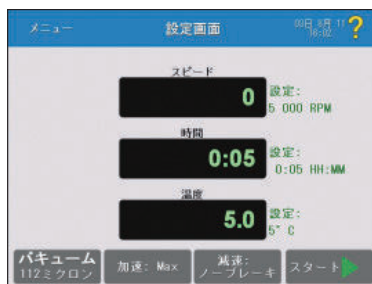 メニュー 設定画面 00日 8月 11 ?
16:02
スピード
0 設定:
5 000 RPM
時間
0:05 設定:
0:05 HH:MM
温度
5.0 設定:
5° C
バキューム 加速: Max 減速: スタート
112ミクロン ノーブレーキ